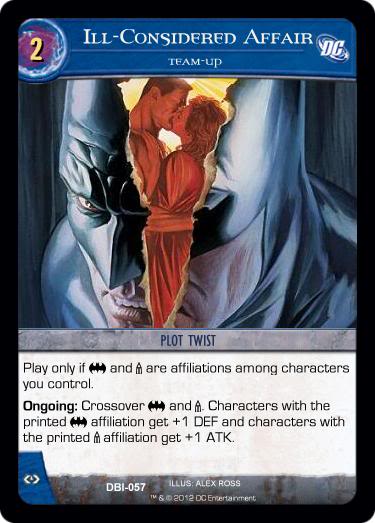 2
ILL-CONSIDERED AFFAIR
DC
TEAM-UP
PLOT TWIST
Play only if and are affiliations among characters
you control.
Ongoing: Crossover and . Characters with the
printed affiliation get +1 DEF and characters
with the printed affiliation get +1 ATK.
DBI-057
ILLUS: ALEX ROSS
™ & © 2012 DC Entertainment